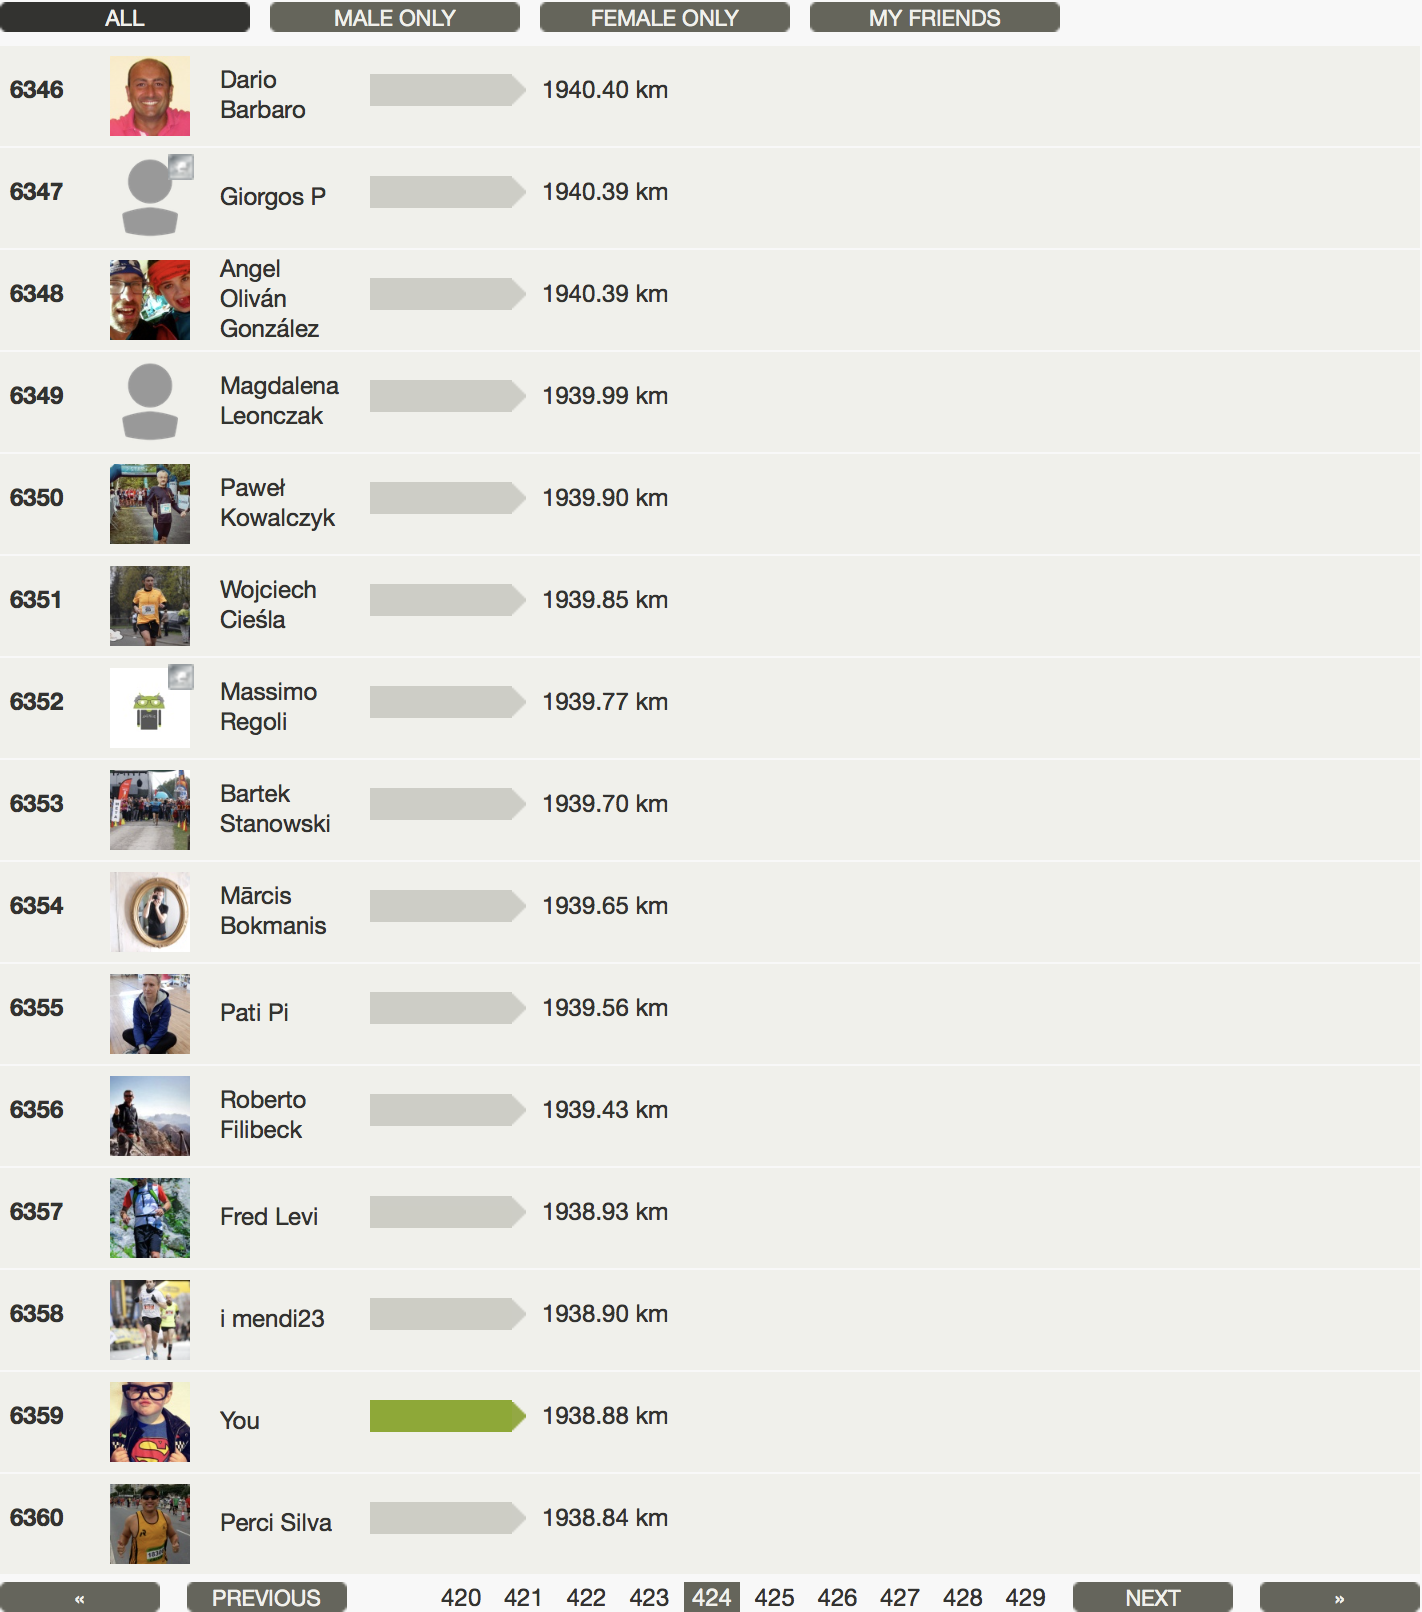 ALL MALE ONLY FEMALE ONLY MY FRIENDS
6346 Dario Barbaro 1940.40 km
6347 Giorgos P 1940.39 km
6348 Angel Oliván González 1940.39 km
6349 Magdalena Leonczak 1939.99 km
6350 Paweł Kowalczyk 1939.90 km
6351 Wojciech Cieśla 1939.85 km
6352 Massimo Regoli 1939.77 km
6353 Bartek Stanowski 1939.70 km
6354 Mārcis Bokmanis 1939.65 km
6355 Pati Pi 1939.56 km
6356 Roberto Filibeck 1939.43 km
6357 Fred Levi 1938.93 km
6358 i mendi23 1938.90 km
6359 You 1938.88 km
6360 Perci Silva 1938.84 km
« PREVIOUS 420 421 422 423 424 425 426 427 428 429 NEXT »